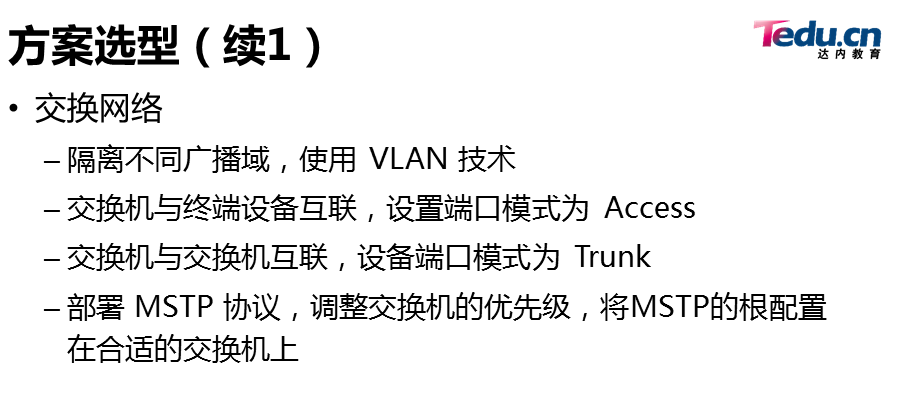 方案选型（续1）
Tedu.cn
达内教育
• 交换网络
– 隔离不同广播域，使用 VLAN 技术
– 交换机与终端设备互联，设置端口模式为 Access
– 交换机与交换机互联，设备端口模式为 Trunk
– 部署 MSTP 协议，调整交换机的优先级，将MSTP的根配置
在合适的交换机上